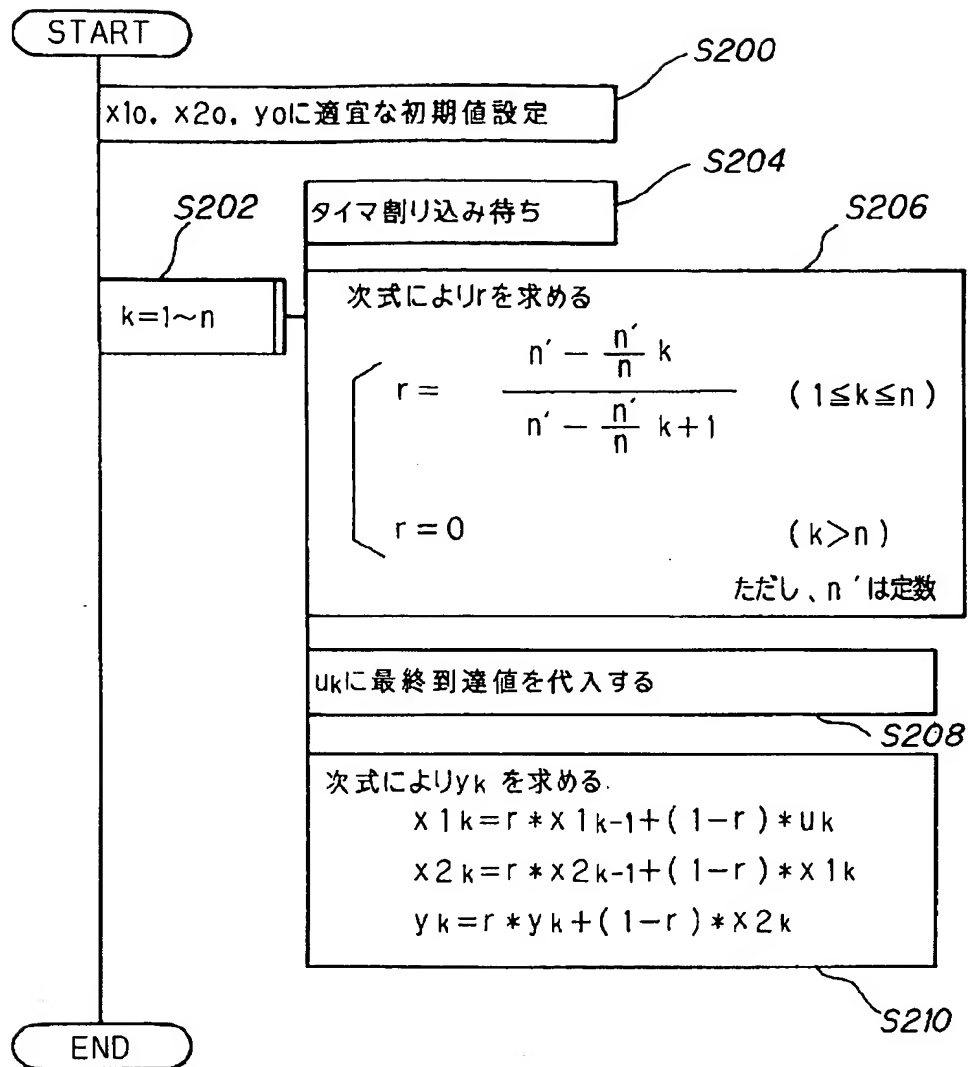 START
S200
x1o, x2o, yoに適宜な初期値設定
S204
タイマ割り込み待ち
S202
k=1~n
S206
次式によりrを求める
r = (n′ - (n′/n) k) / (n′ - (n′/n) k+1) (1≦k≦n)
r = 0 (k>n)
ただし、n′は定数
ukに最終到達値を代入する
S208
次式によりyk を求める.
x1k=r*x1k-1+(1-r)*uk
x2k=r*x2k-1+(1-r)*x1k
yk=r*yk+(1-r)*x2k
S210
END